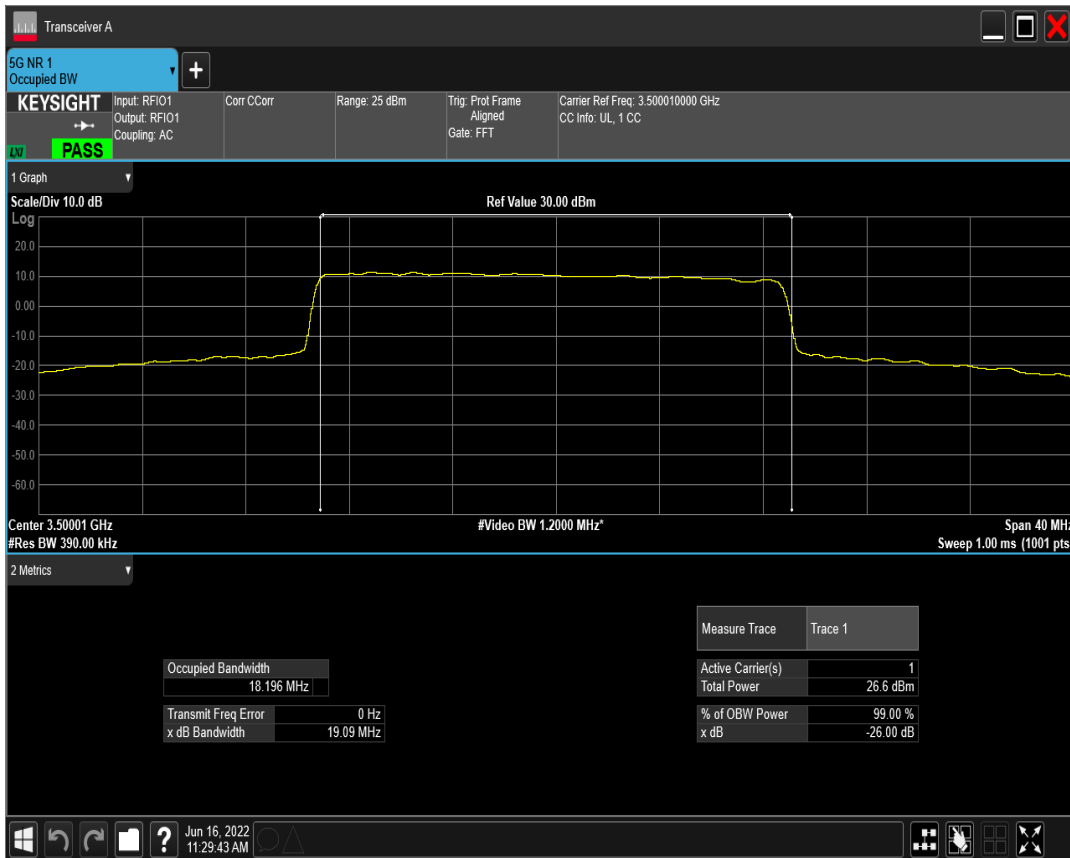 Transceiver A
5G NR 1
Occupied BW
KEYSIGHT
LXI
PASS
Input: RFIO1
Output: RFIO1
Coupling: AC
Corr CCorr
Range: 25 dBm
Trig: Prot Frame
Aligned
Gate: FFT
Carrier Ref Freq: 3.500010000 GHz
CC Info: UL, 1 CC
1 Graph
Scale/Div 10.0 dB
Ref Value 30.00 dBm
Log
20.0
10.0
0.00
-10.0
-20.0
-30.0
-40.0
-50.0
-60.0
Center 3.50001 GHz
#Video BW 1.2000 MHz*
Span 40 MHz
#Res BW 390.00 kHz
Sweep 1.00 ms (1001 pts
2 Metrics
Measure Trace Trace 1
Occupied Bandwidth
18.196 MHz
Active Carrier(s) 1
Total Power 26.6 dBm
Transmit Freq Error 0 Hz
x dB Bandwidth 19.09 MHz
% of OBW Power 99.00 %
x dB -26.00 dB
?
Jun 16, 2022
11:29:43 AM